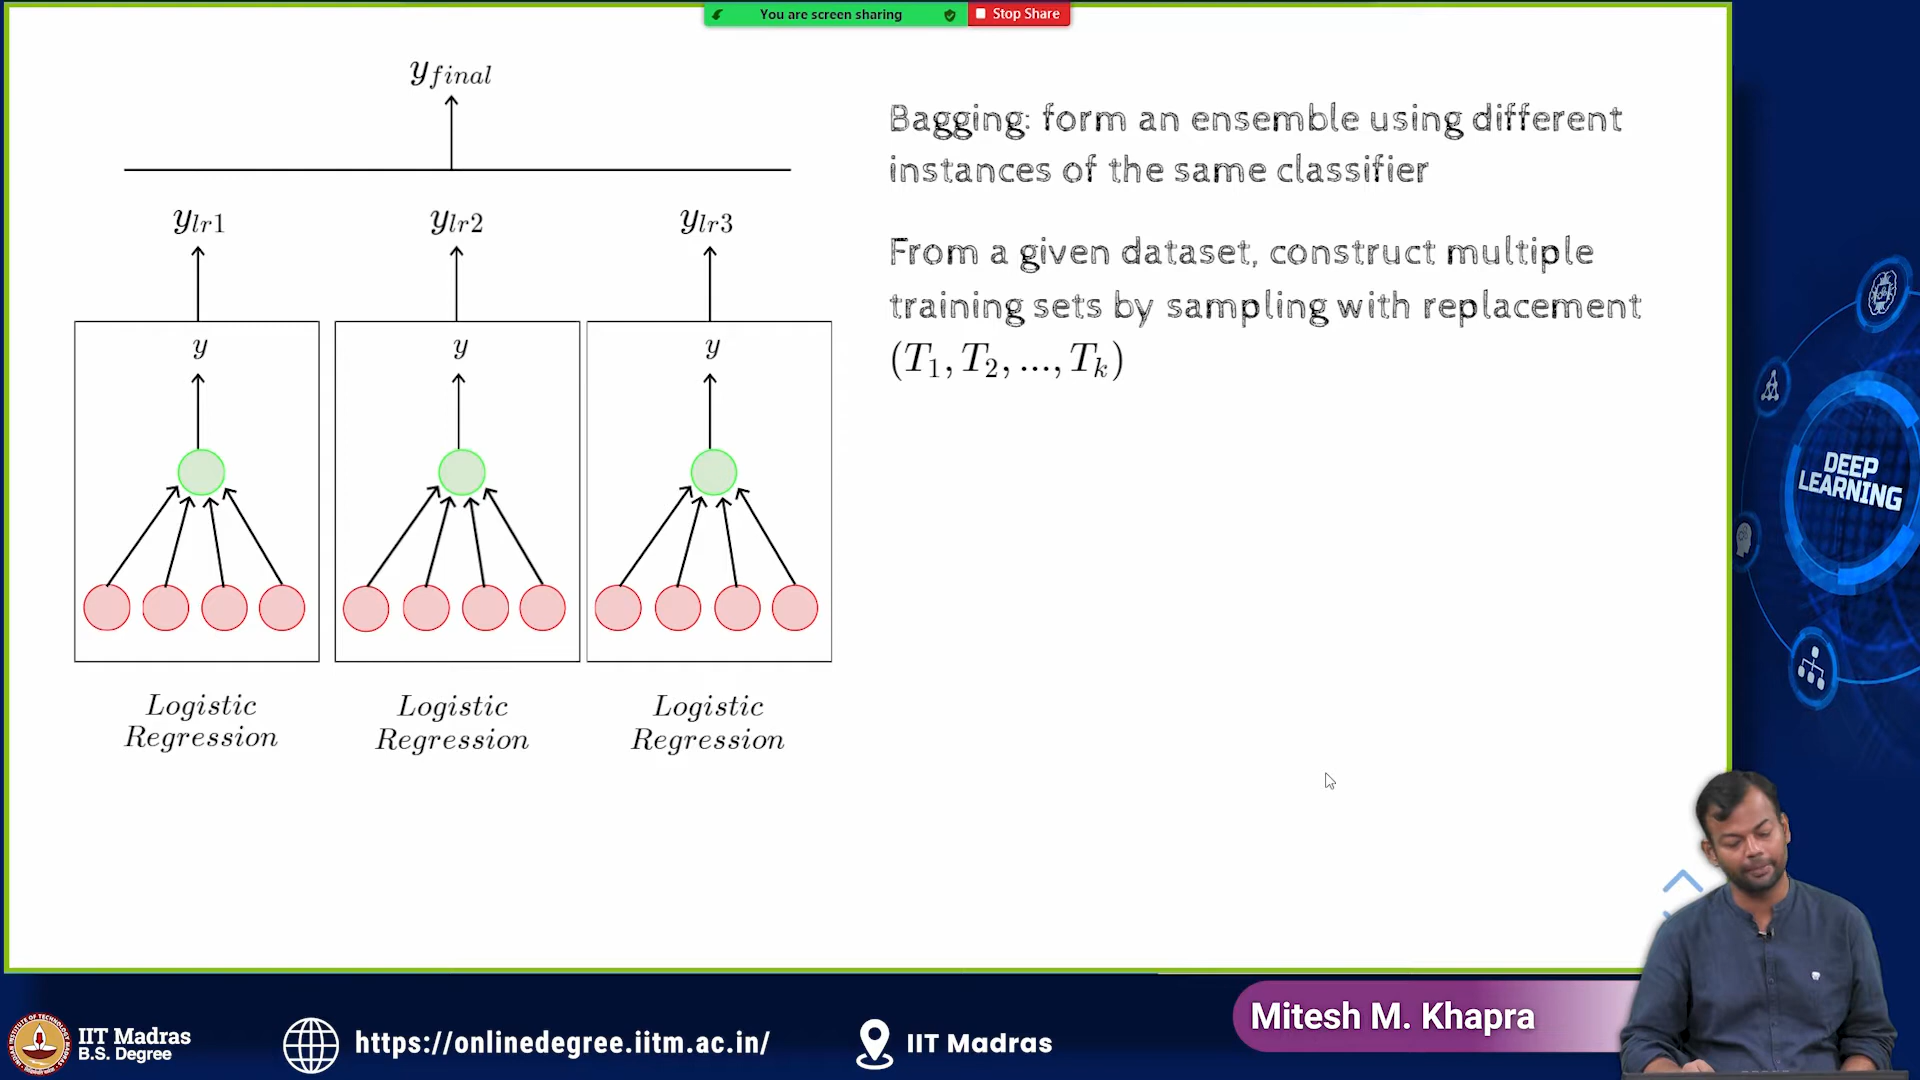 You are screen sharing
Stop Share
y_final
y_lr1
y_lr2
y_lr3
y
y
y
Logistic
Regression
Logistic
Regression
Logistic
Regression
Bagging: form an ensemble using different
instances of the same classifier
From a given dataset, construct multiple
training sets by sampling with replacement
(T_1, T_2, ..., T_k)
DEEP
LEARNING
Mitesh M. Khapra
IIT Madras
B.S. Degree
https://onlinedegree.iitm.ac.in/
IIT Madras